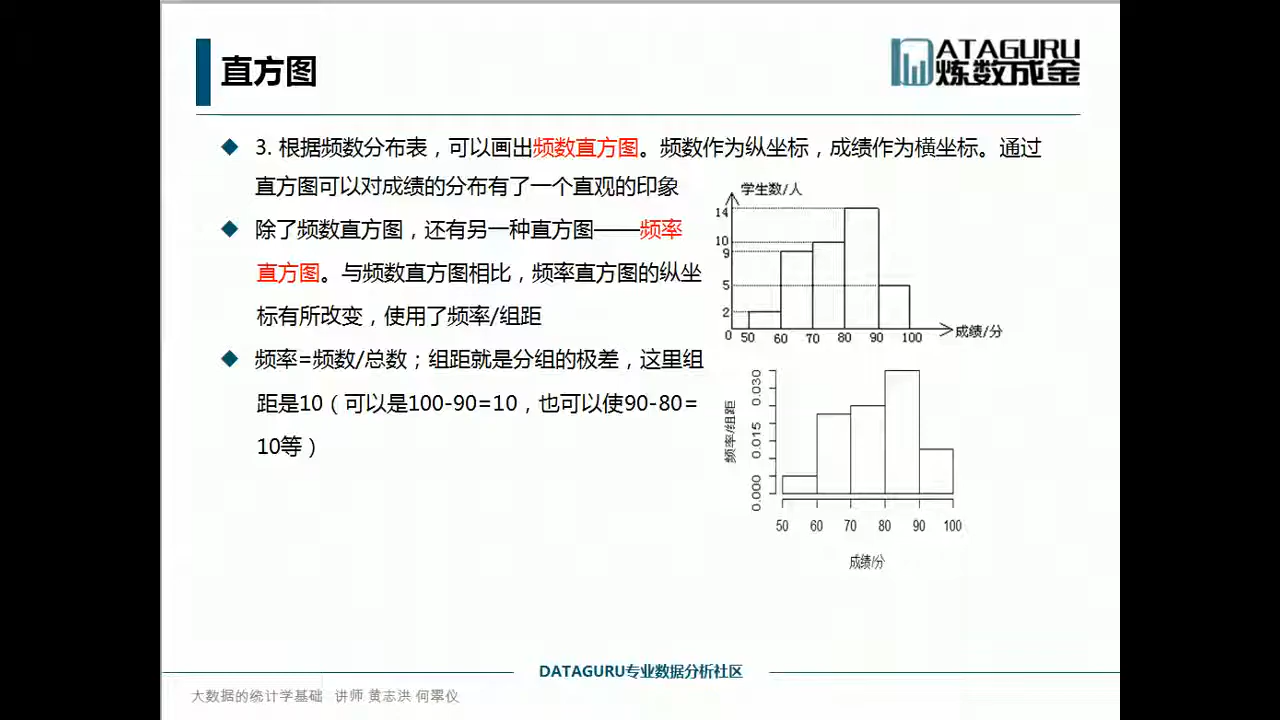 直方图
DATAGURU
炼数成金
3. 根据频数分布表，可以画出频数直方图。频数作为纵坐标，成绩作为横坐标。通过
直方图可以对成绩的分布有了一个直观的印象
除了频数直方图，还有另一种直方图——频率
直方图。与频数直方图相比，频率直方图的纵坐
标有所改变，使用了频率/组距
频率=频数/总数；组距就是分组的极差，这里组
距是10（可以是100-90=10，也可以使90-80=
10等）
学生数/人
14
10
9
5
2
0 50 60 70 80 90 100 成绩/分
频率/组距
0.030
0.015
0.000
50 60 70 80 90 100
成绩/分
DATAGURU专业数据分析社区
大数据的统计学基础 讲师 黄志洪 何翠仪